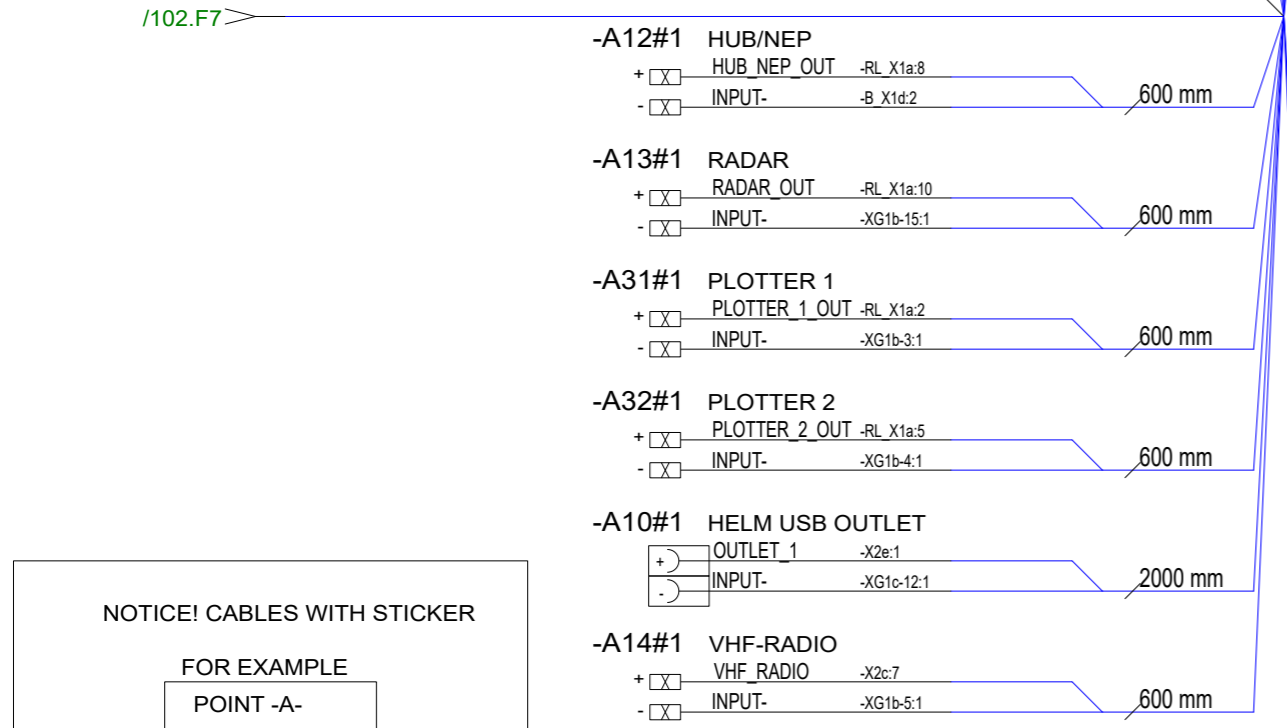 /102.F7
-A12#1 HUB/NEP
+ X HUB_NEP_OUT -RL_X1a:8
- X INPUT- -B_X1d:2 600 mm
-A13#1 RADAR
+ X RADAR_OUT -RL_X1a:10
- X INPUT- -XG1b-15:1 600 mm
-A31#1 PLOTTER 1
+ X PLOTTER_1_OUT -RL_X1a:2
- X INPUT- -XG1b-3:1 600 mm
-A32#1 PLOTTER 2
+ X PLOTTER_2_OUT -RL_X1a:5
- X INPUT- -XG1b-4:1 600 mm
-A10#1 HELM USB OUTLET
+ OUTLET_1 -X2e:1
- INPUT- -XG1c-12:1 2000 mm
-A14#1 VHF-RADIO
+ X VHF_RADIO -X2c:7
- X INPUT- -XG1b-5:1 600 mm
NOTICE! CABLES WITH STICKER
FOR EXAMPLE
POINT -A-